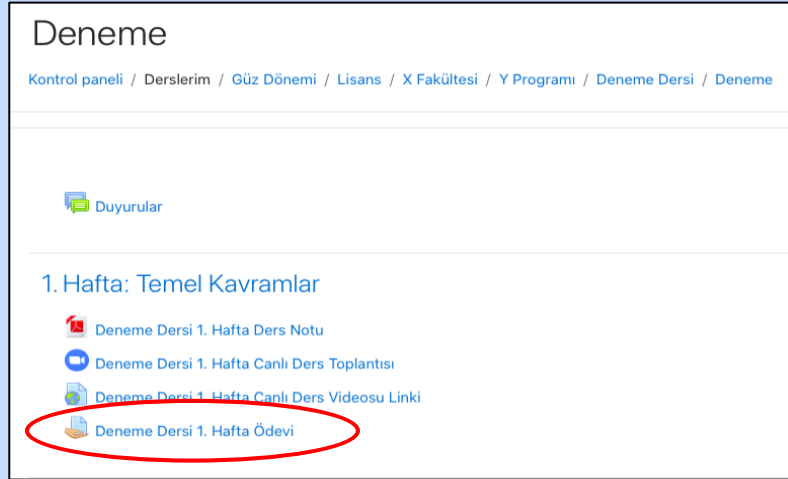 Deneme
Kontrol paneli / Derslerim / Güz Dönemi / Lisans / X Fakültesi / Y Programı / Deneme Dersi / Deneme
Duyurular
1. Hafta: Temel Kavramlar
Deneme Dersi 1. Hafta Ders Notu
Deneme Dersi 1. Hafta Canlı Ders Toplantısı
Deneme Dersi 1. Hafta Canlı Ders Videosu Linki
Deneme Dersi 1. Hafta Ödevi